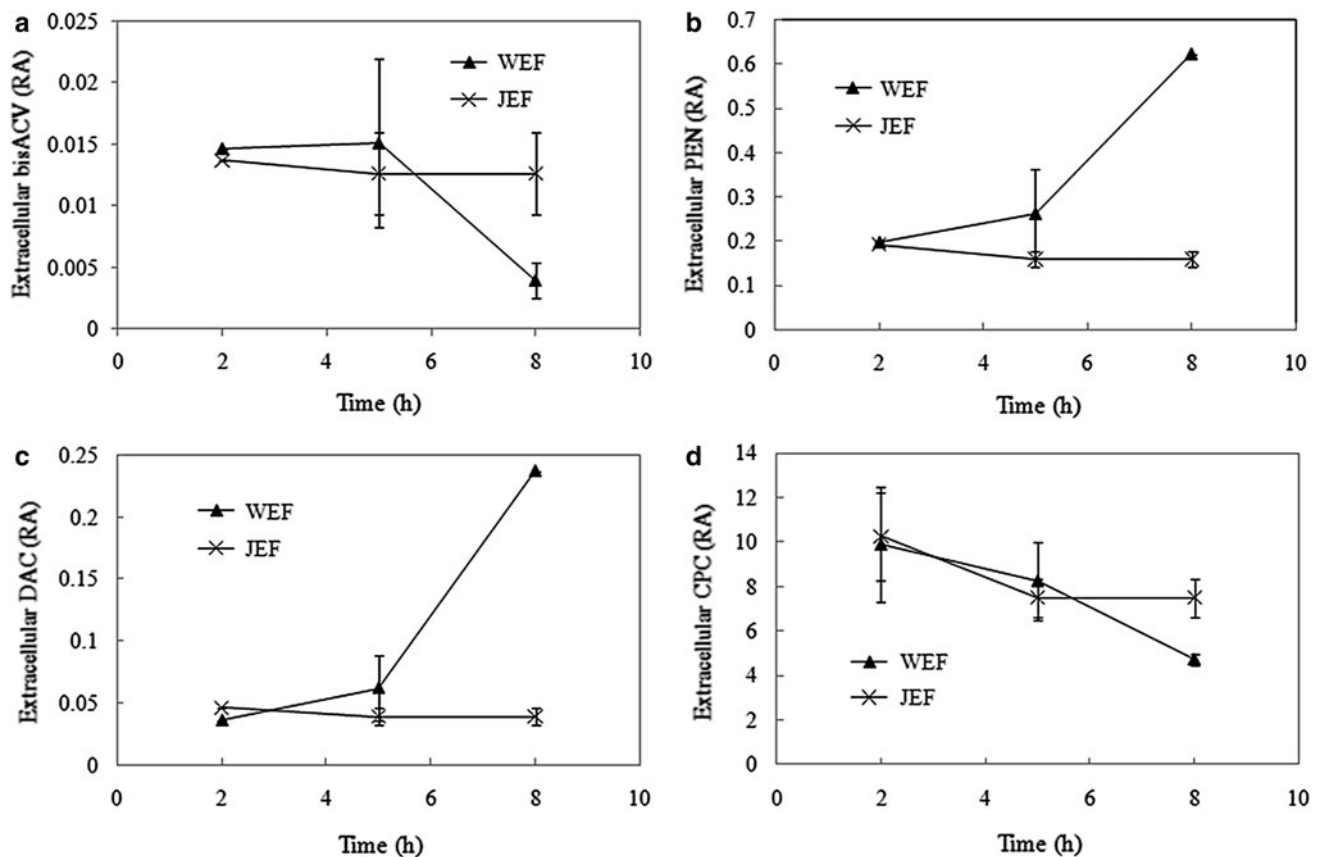 a
Extracellular bisACV (RA)
0.025
0.02
0.015
0.01
0.005
0
0 2 4 6 8 10
Time (h)
WEF
JEF
b
Extracellular PEN (RA)
0.7
0.6
0.5
0.4
0.3
0.2
0.1
0
0 2 4 6 8 10
Time (h)
WEF
JEF
c
Extracellular DAC (RA)
0.25
0.2
0.15
0.1
0.05
0
0 2 4 6 8 10
Time (h)
WEF
JEF
d
Extracellular CPC (RA)
14
12
10
8
6
4
2
0
0 2 4 6 8 10
Time (h)
WEF
JEF